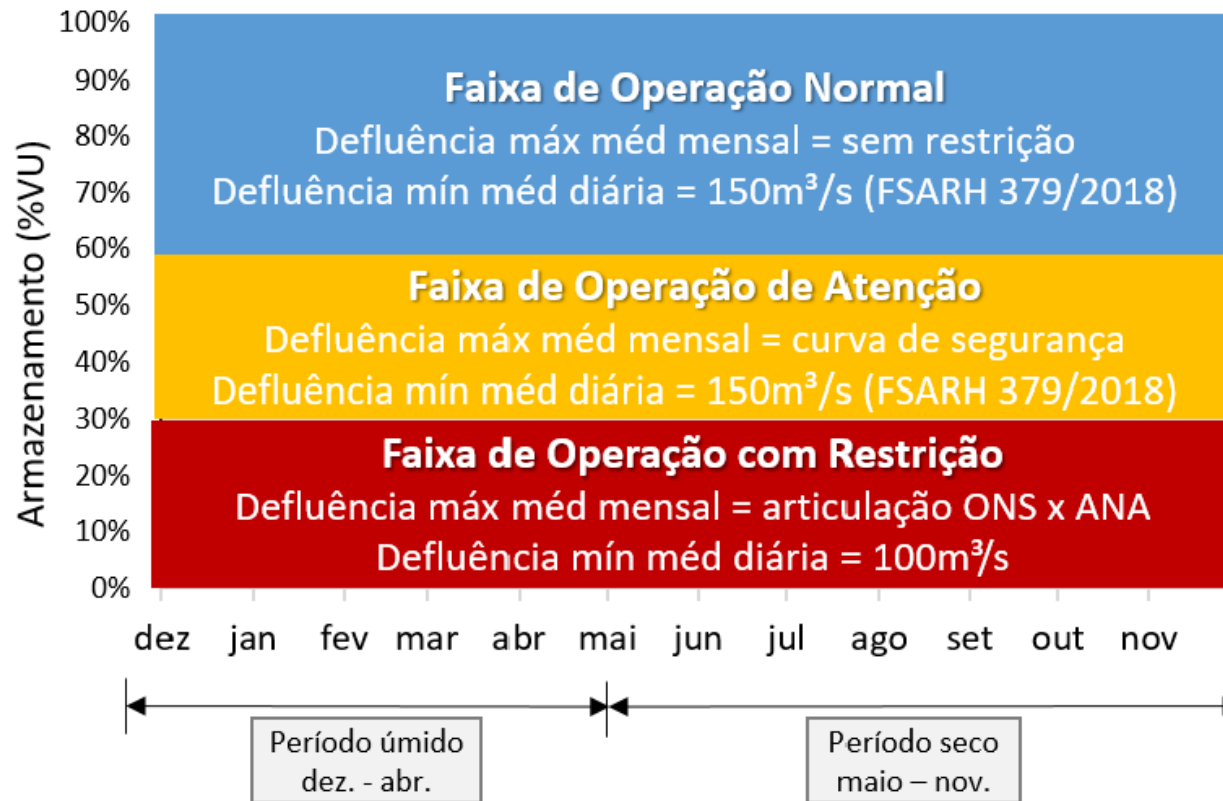 Armazenamento (%VU)
100%
90%
80%
70%
60%
50%
40%
30%
20%
10%
0%
Faixa de Operação Normal
Defluência máx méd mensal = sem restrição
Defluência mín méd diária = 150m³/s (FSARH 379/2018)
Faixa de Operação de Atenção
Defluência máx méd mensal = curva de segurança
Defluência mín méd diária = 150m³/s (FSARH 379/2018)
Faixa de Operação com Restrição
Defluência máx méd mensal = articulação ONS x ANA
Defluência mín méd diária = 100m³/s
dez jan fev mar abr mai jun jul ago set out nov
Período úmido
dez. - abr.
Período seco
maio – nov.